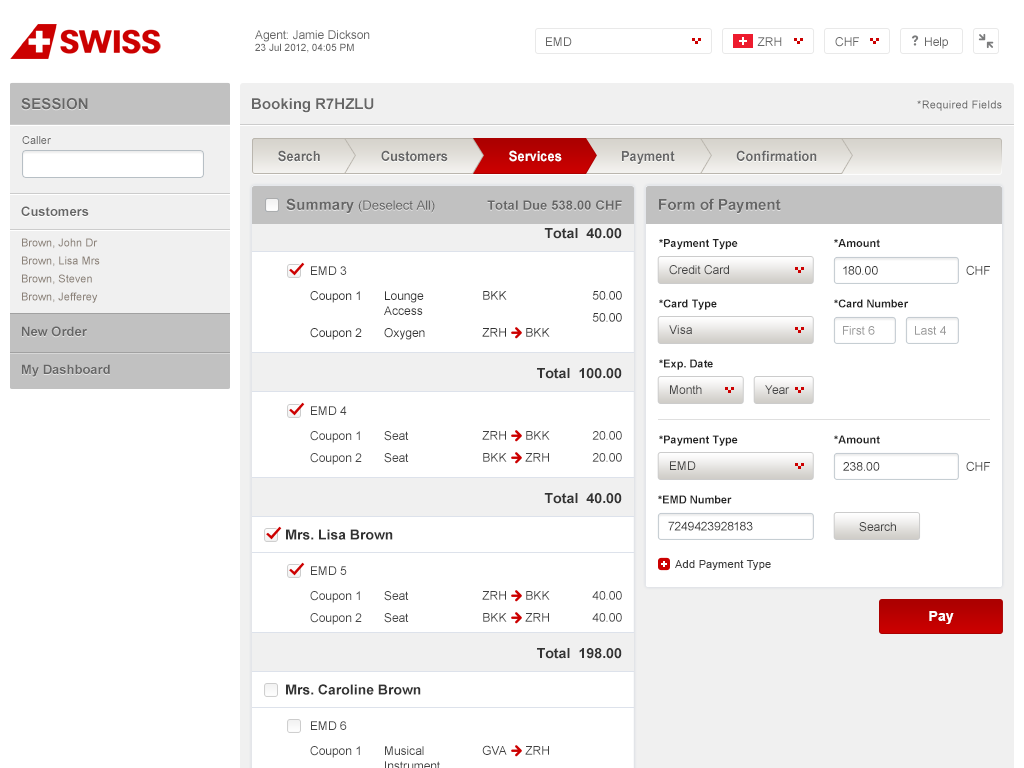 SWISS
Agent: Jamie Dickson
23 Jul 2012, 04:05 PM
EMD
ZRH
CHF
? Help
SESSION
Caller
Customers
Brown, John Dr
Brown, Lisa Mrs
Brown, Steven
Brown, Jefferey
New Order
My Dashboard
Booking R7HZLU
*Required Fields
Search
Customers
Services
Payment
Confirmation
Summary (Deselect All) Total Due 538.00 CHF
Total 40.00
EMD 3
Coupon 1 Lounge BKK 50.00
Access
50.00
Coupon 2 Oxygen ZRH BKK
Total 100.00
EMD 4
Coupon 1 Seat ZRH BKK 20.00
Coupon 2 Seat BKK ZRH 20.00
Total 40.00
Mrs. Lisa Brown
EMD 5
Coupon 1 Seat ZRH BKK 40.00
Coupon 2 Seat BKK ZRH 40.00
Total 198.00
Mrs. Caroline Brown
EMD 6
Coupon 1 Musical GVA ZRH
Instrument
Form of Payment
*Payment Type *Amount
Credit Card 180.00 CHF
*Card Type *Card Number
Visa First 6 Last 4
*Exp. Date
Month Year
*Payment Type *Amount
EMD 238.00 CHF
*EMD Number
7249423928183 Search
Add Payment Type
Pay